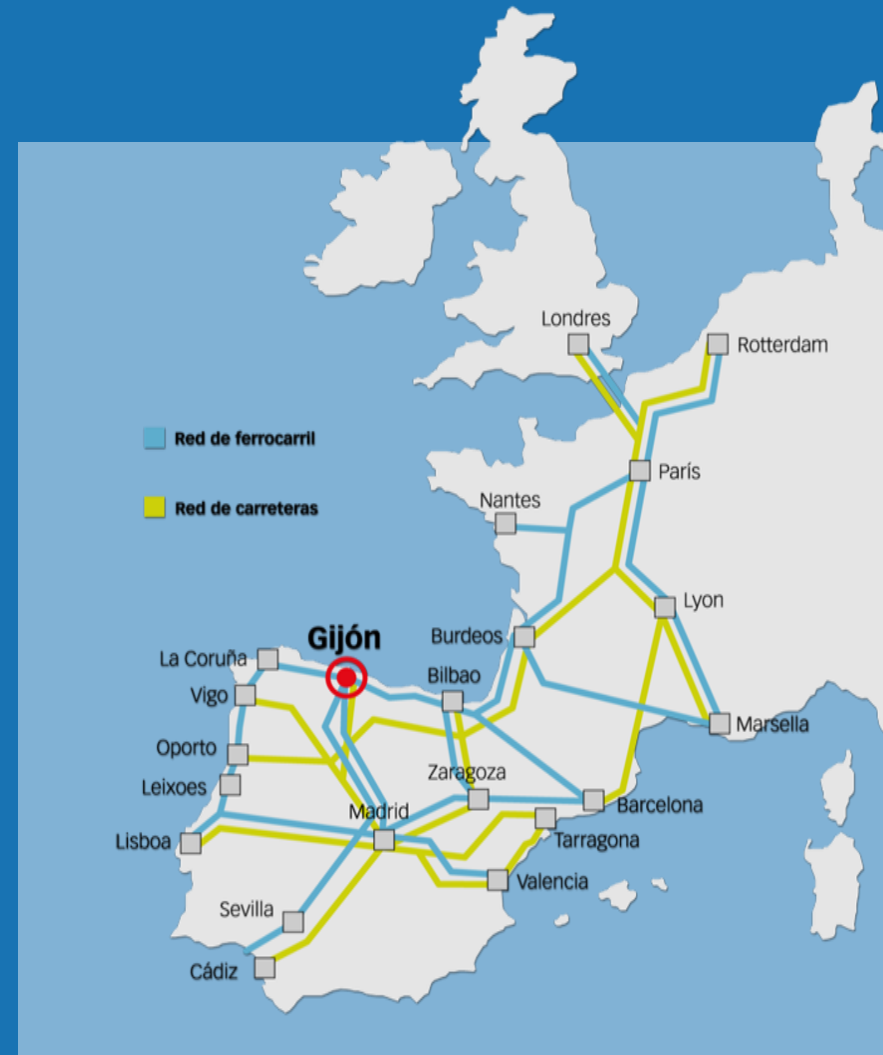 Londres
Rotterdam
Red de ferrocarril
París
Nantes
Red de carreteras
Lyon
Gijón
Burdeos
La Coruña
Bilbao
Vigo
Marsella
Oporto
Zaragoza
Leixoes
Barcelona
Madrid
Lisboa
Tarragona
Valencia
Sevilla
Cádiz